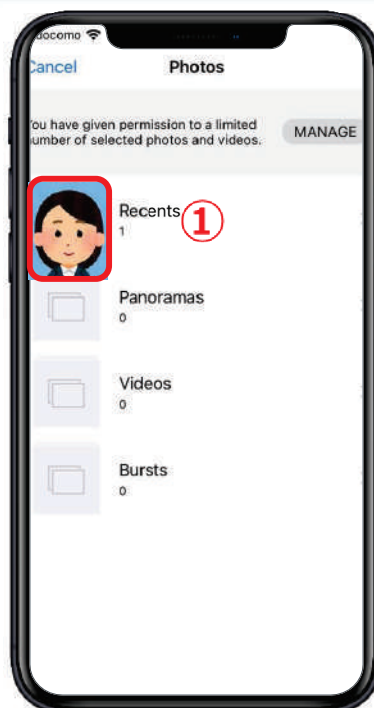 docomo
Cancel
Photos
You have given permission to a limited
number of selected photos and videos.
MANAGE
Recents
1
①
Panoramas
0
Videos
0
Bursts
0